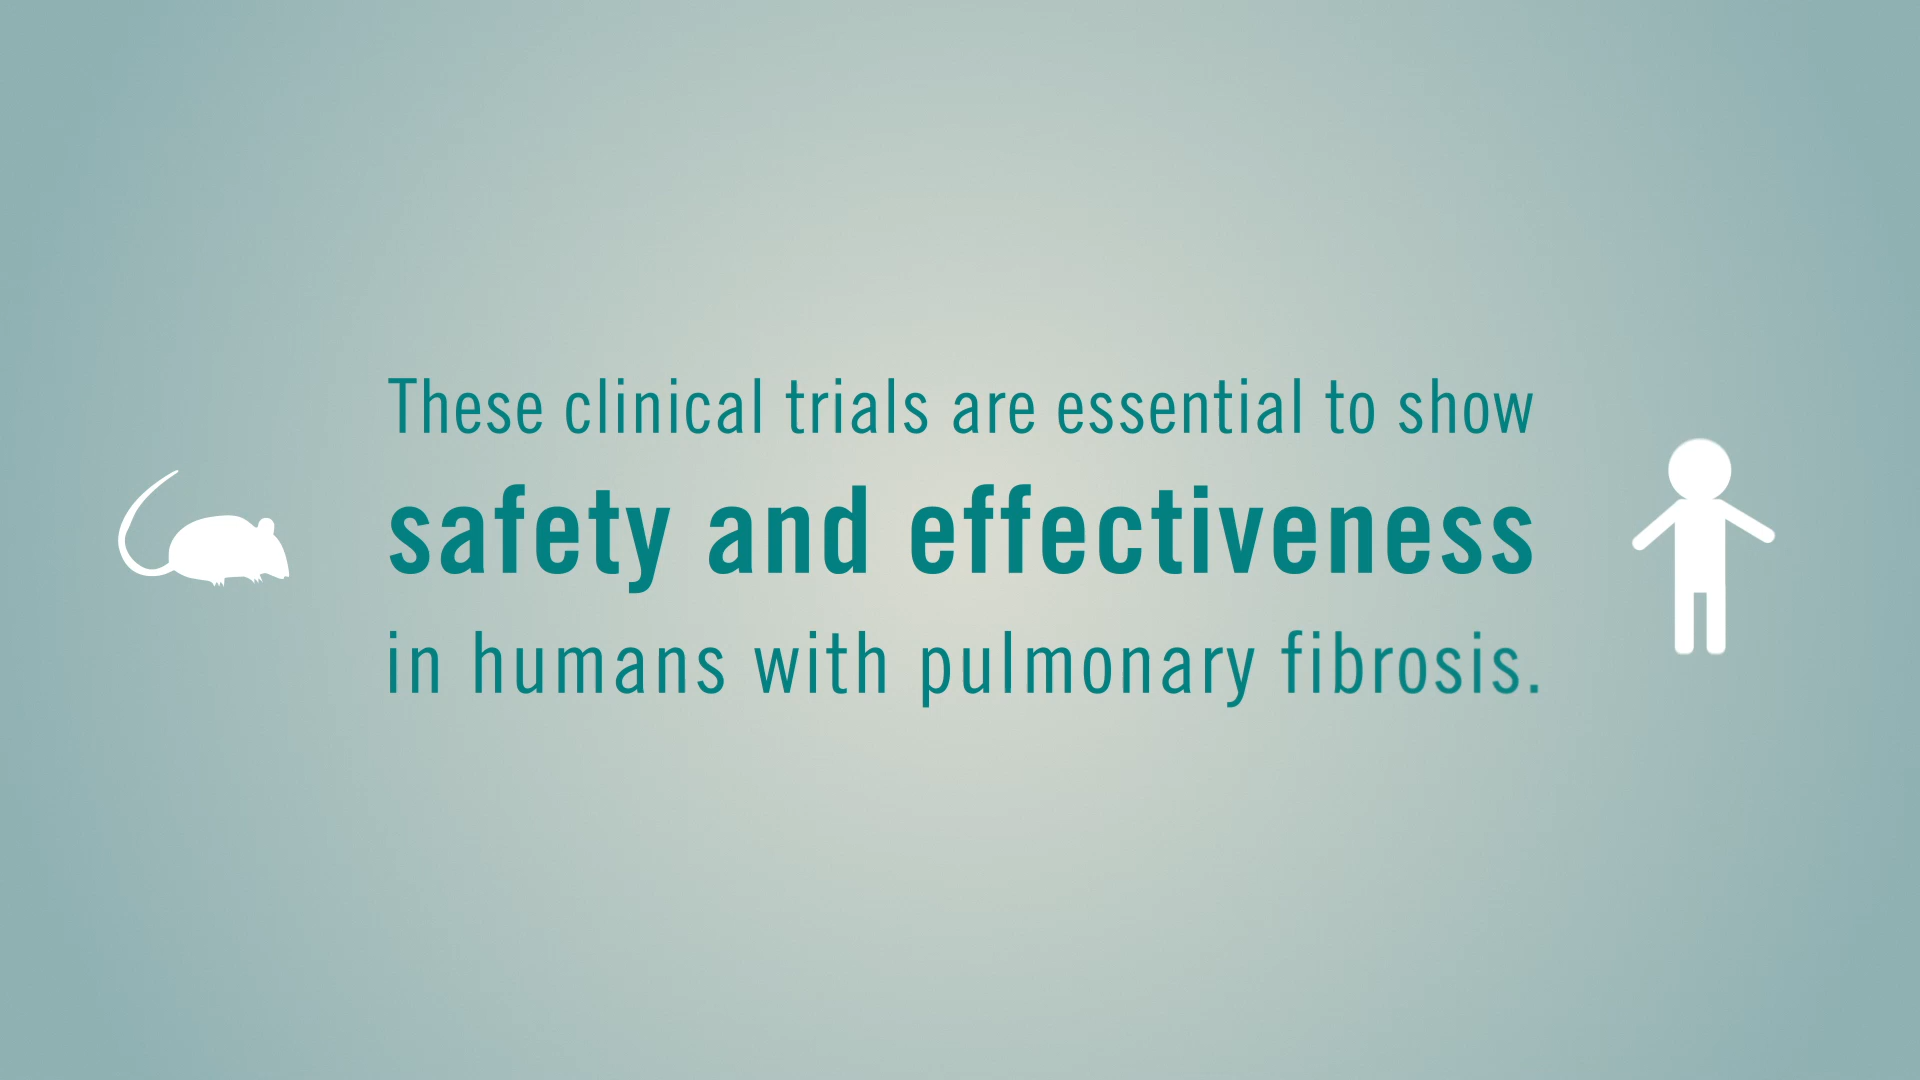 These clinical trials are essential to show
safety and effectiveness
in humans with pulmonary fibrosis.